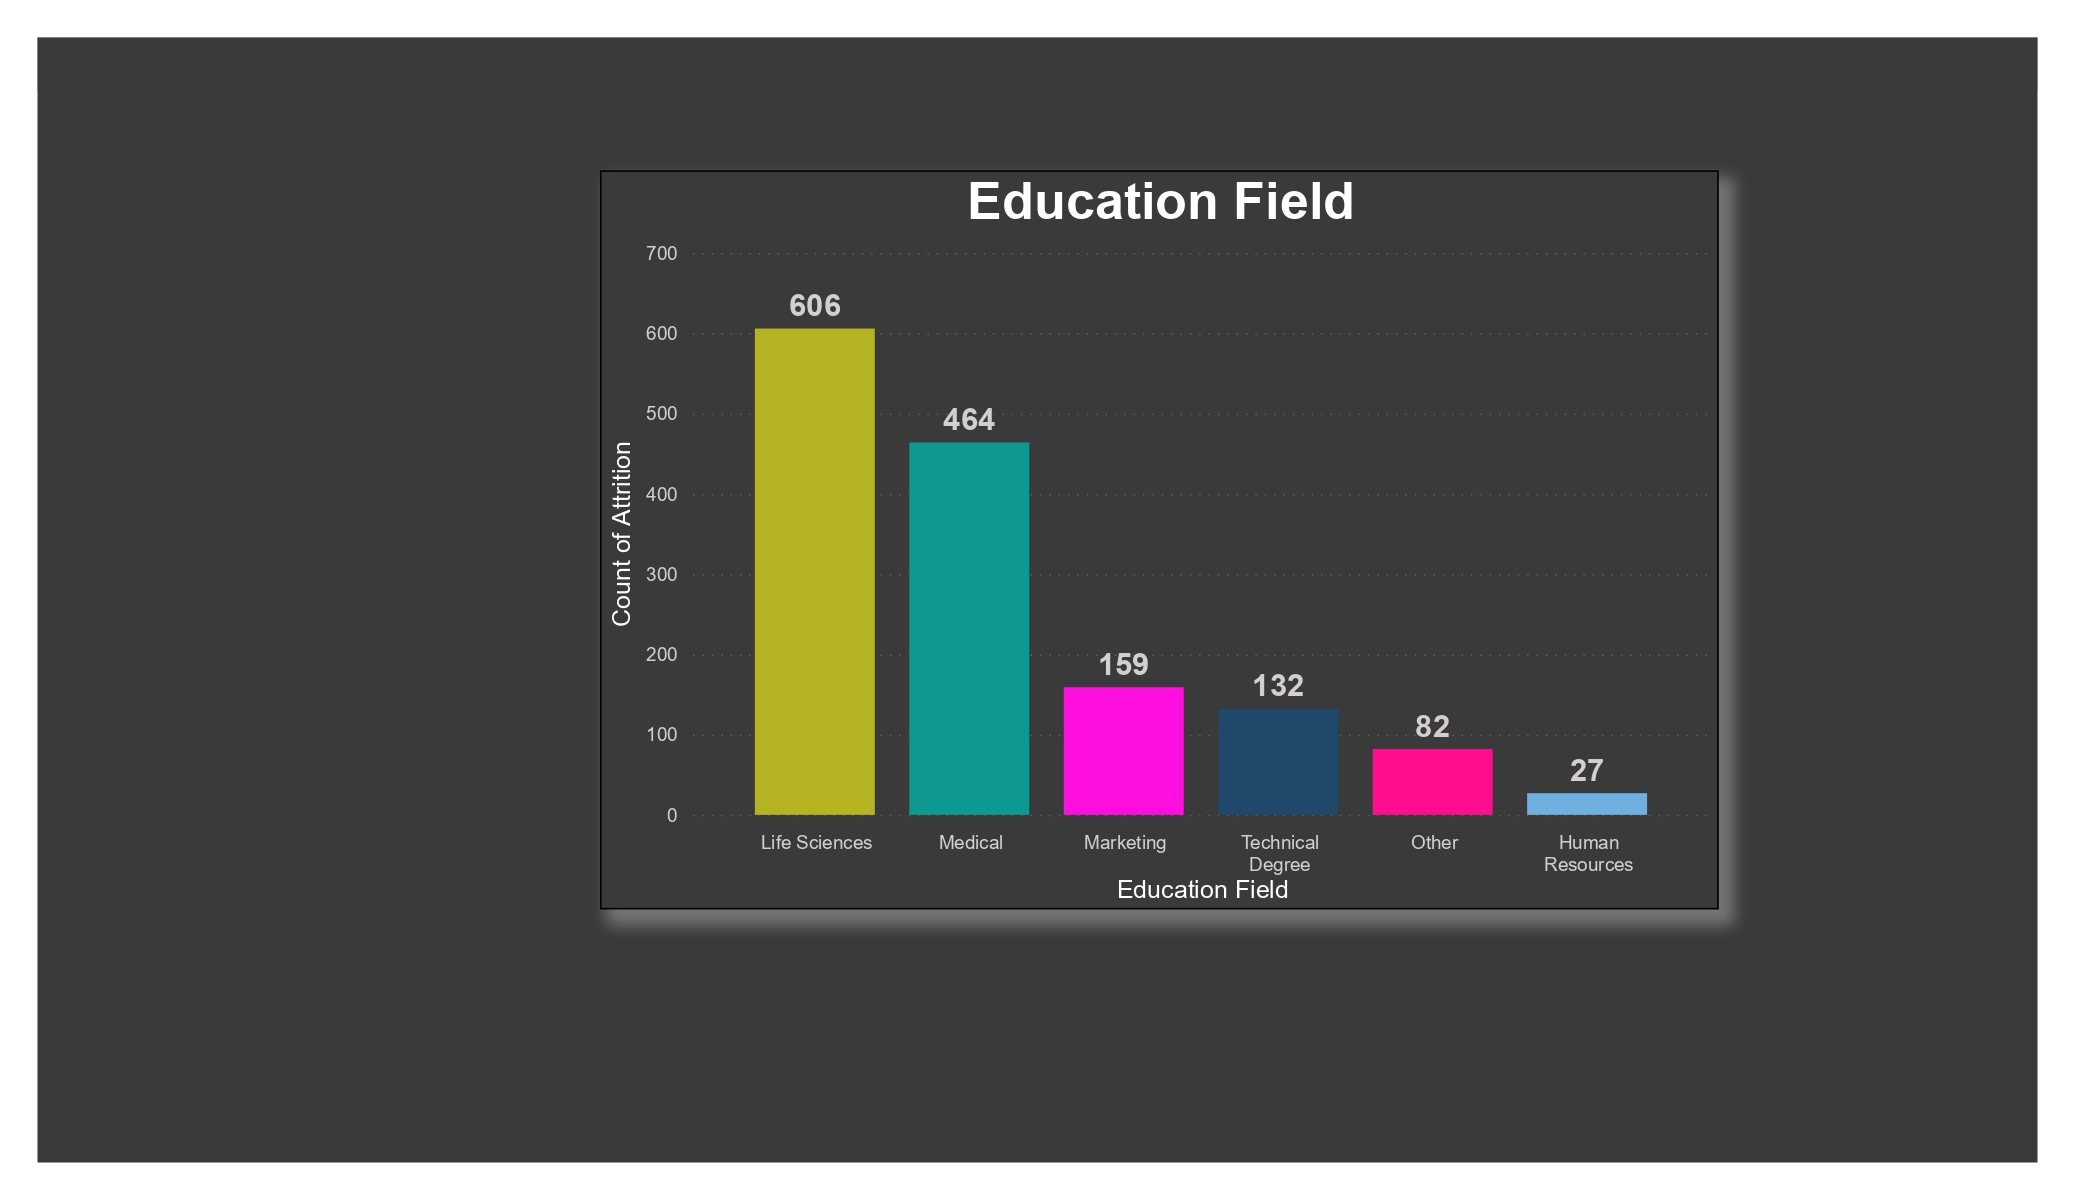 Education Field
700
600
500
400
300
200
100
0
Count of Attrition
606
464
159
132
82
27
Life Sciences
Medical
Marketing
Technical
Degree
Other
Human
Resources
Education Field